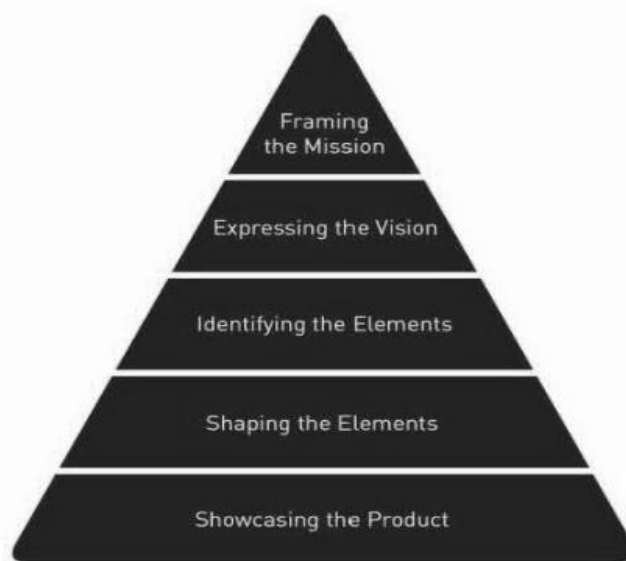 Framing
the Mission
Expressing the Vision
Identifying the Elements
Shaping the Elements
Showcasing the Product